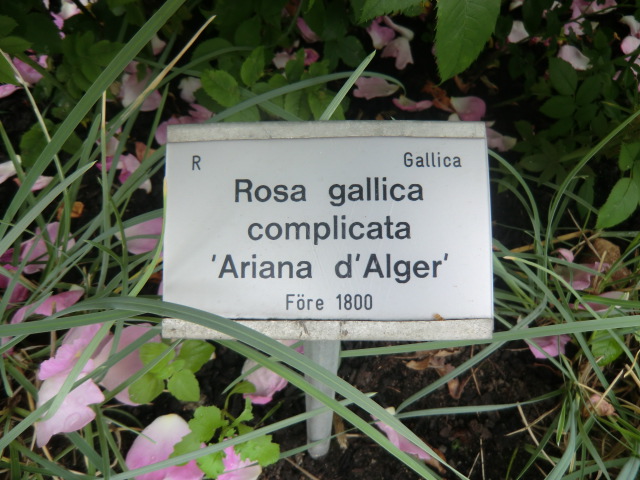 R Gallica
Rosa gallica
complicata
'Ariana d'Alger'
Före 1800